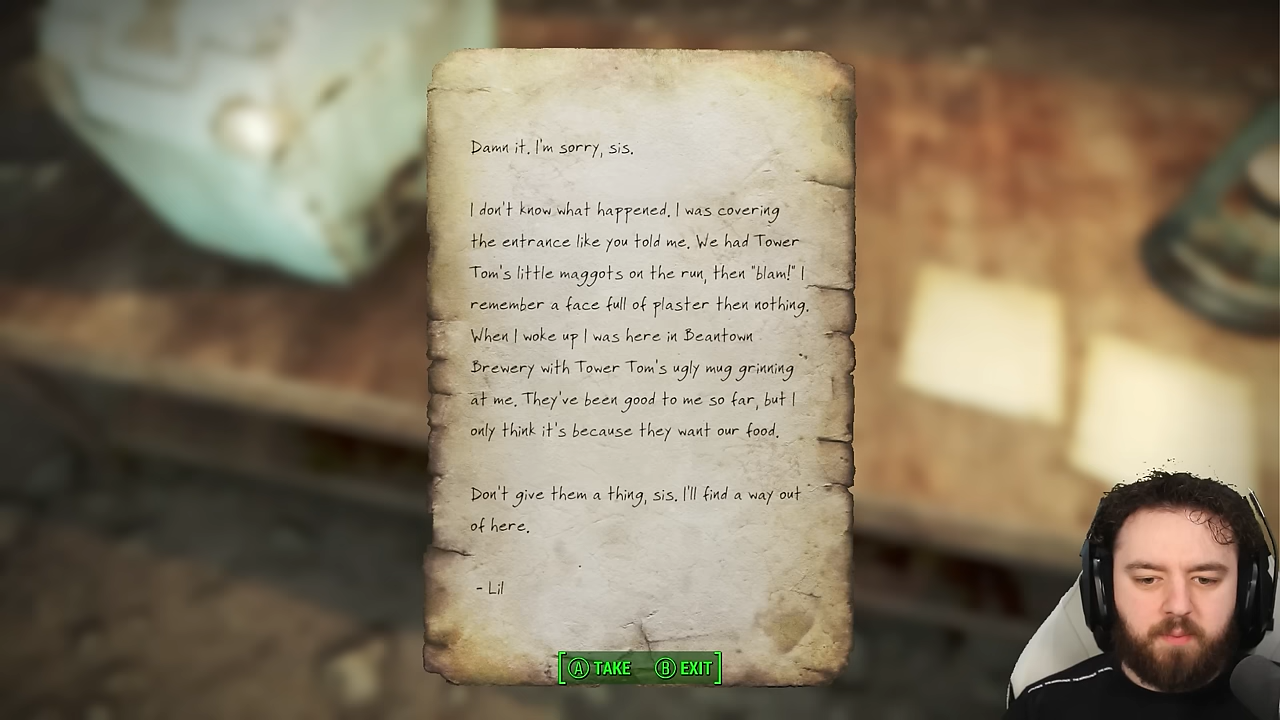 Damn it. I'm sorry, sis.
I don't know what happened. I was covering
the entrance like you told me. We had Tower
Tom's little maggots on the run, then "blam!" I
remember a face full of plaster then nothing.
When I woke up I was here in Beantown
Brewery with Tower Tom's ugly mug grinning
at me. They've been good to me so far, but I
only think it's because they want our food.
Don't give them a thing, sis. I'll find a way out
of here.
- Lil
[Ⓐ TAKE Ⓑ EXIT]